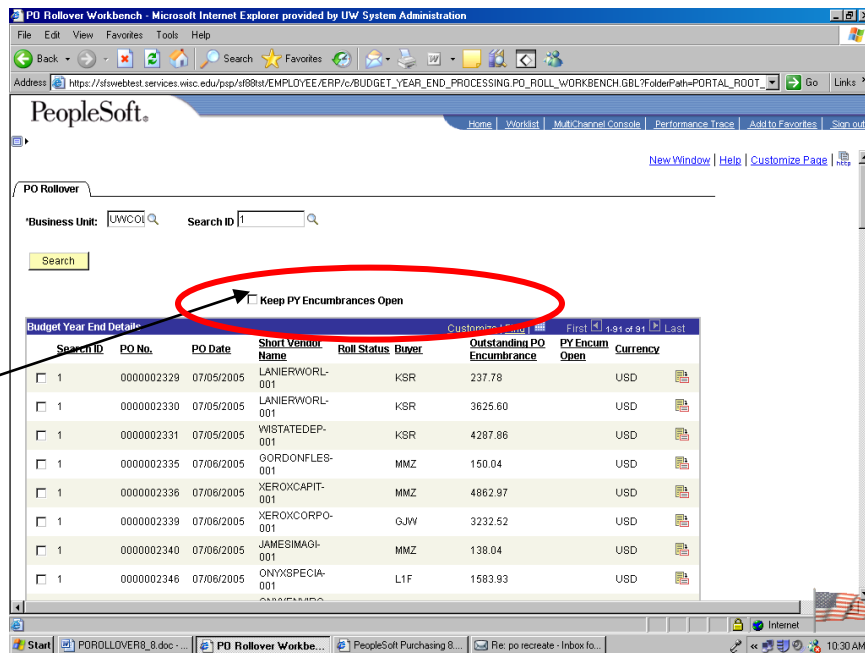 PO Rollover Workbench - Microsoft Internet Explorer provided by UW System Administration
File Edit View Favorites Tools Help
Back Search Favorites
Address https://sfswebtest.services.wisc.edu/psp/sf88tst/EMPLOYEE/ERP/c/BUDGET_YEAR_END_PROCESSING.PO_ROLL_WORKBENCH.GBL?FolderPath=PORTAL_ROOT_ Go Links
PeopleSoft.
Home Worklist MultiChannel Console Performance Trace Add to Favorites Sign out
New Window | Help | Customize Page | http
PO Rollover
*Business Unit: UWCOL Search ID 1
Search
Keep PY Encumbrances Open
Budget Year End Details Customize | Find | First 1-91 of 91 Last
Search ID PO No. PO Date Short Vendor Name Roll Status Buyer Outstanding PO Encumbrance PY Encum Open Currency
1 0000002329 07/05/2005 LANIERWORL-001 KSR 237.78 USD
1 0000002330 07/05/2005 LANIERWORL-001 KSR 3625.60 USD
1 0000002331 07/05/2005 WISTATEDEP-001 KSR 4287.86 USD
1 0000002335 07/06/2005 GORDONFLES-001 MMZ 150.04 USD
1 0000002336 07/06/2005 XEROXCAPIT-001 MMZ 4862.97 USD
1 0000002339 07/06/2005 XEROXCORPO-001 GJW 3232.52 USD
1 0000002340 07/06/2005 JAMESIMAGI-001 MMZ 138.04 USD
1 0000002346 07/06/2005 ONYXSPECIA-001 L1F 1583.93 USD
Internet
Start POROLLOVER8_8.doc - ... PO Rollover Workbe... PeopleSoft Purchasing 8.... Re: po recreate - Inbox fo... 10:30 AM